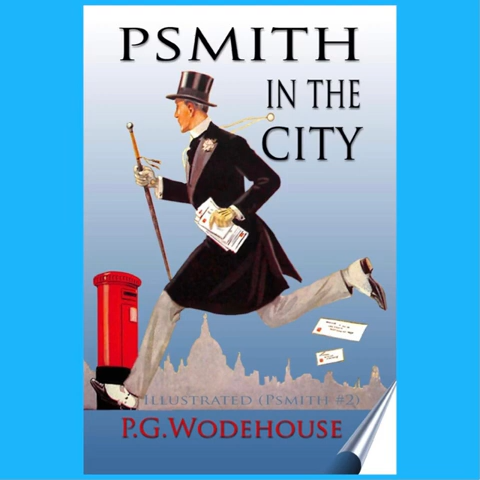 PSMITH
IN THE
CITY
ILLUSTRATED (PSMITH #2)
P.G.WODEHOUSE